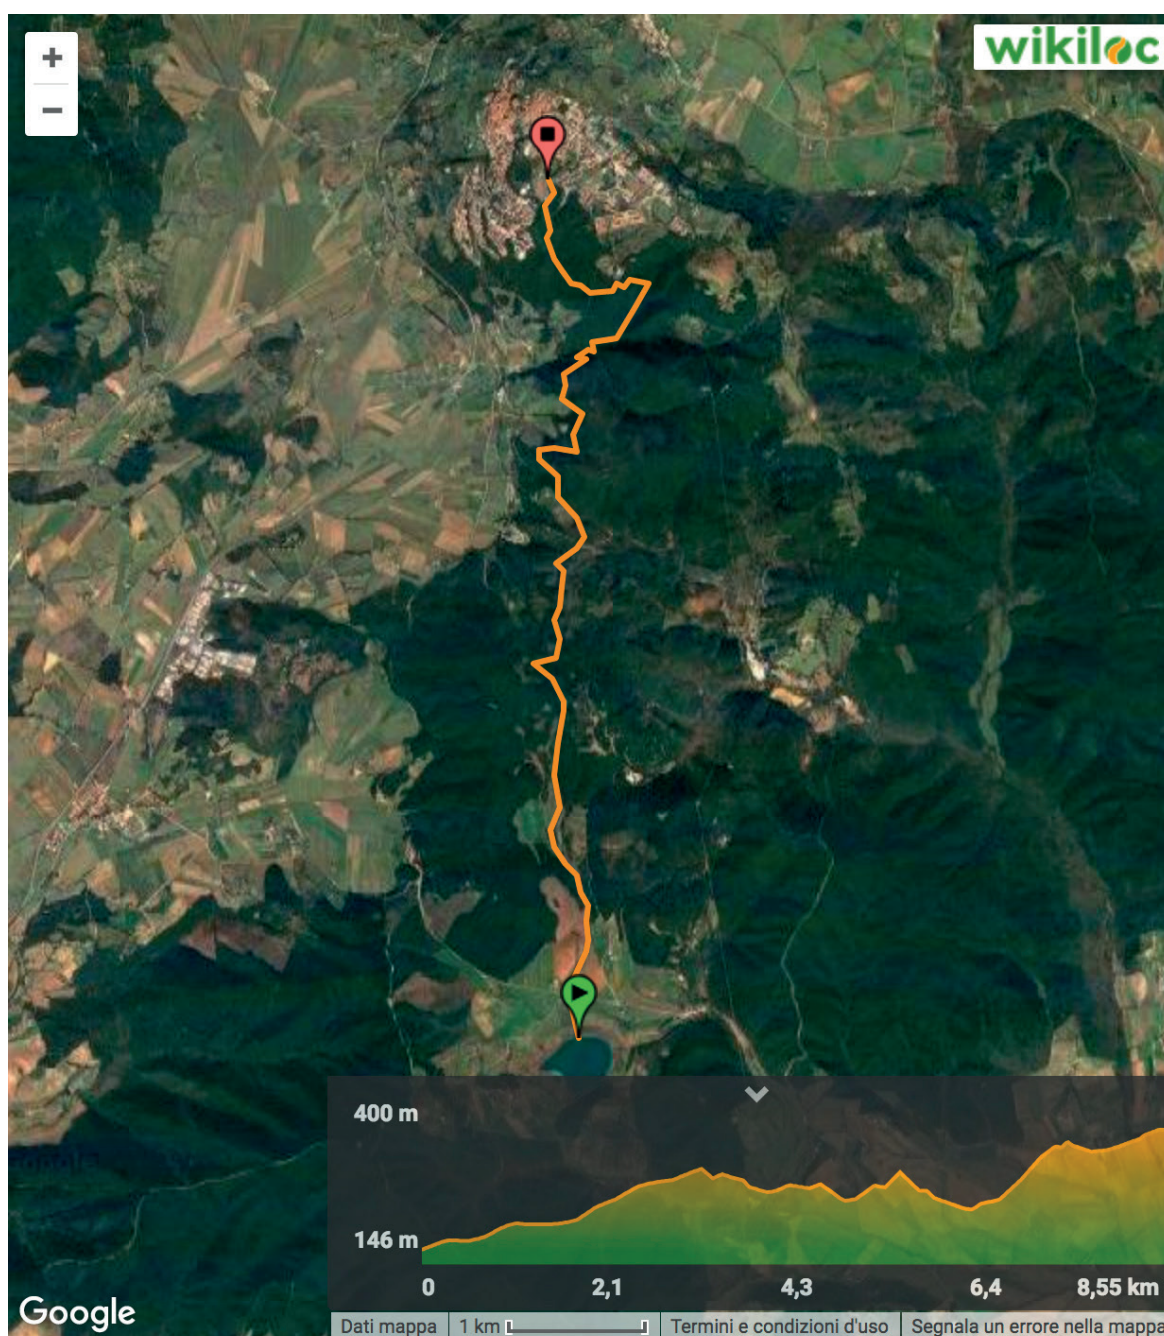 +
wikiloc
−
400 m
146 m
0 2,1 4,3 6,4 8,55 km
Google
Dati mappa 1 km Termini e condizioni d'uso Segnala un errore nella mappa